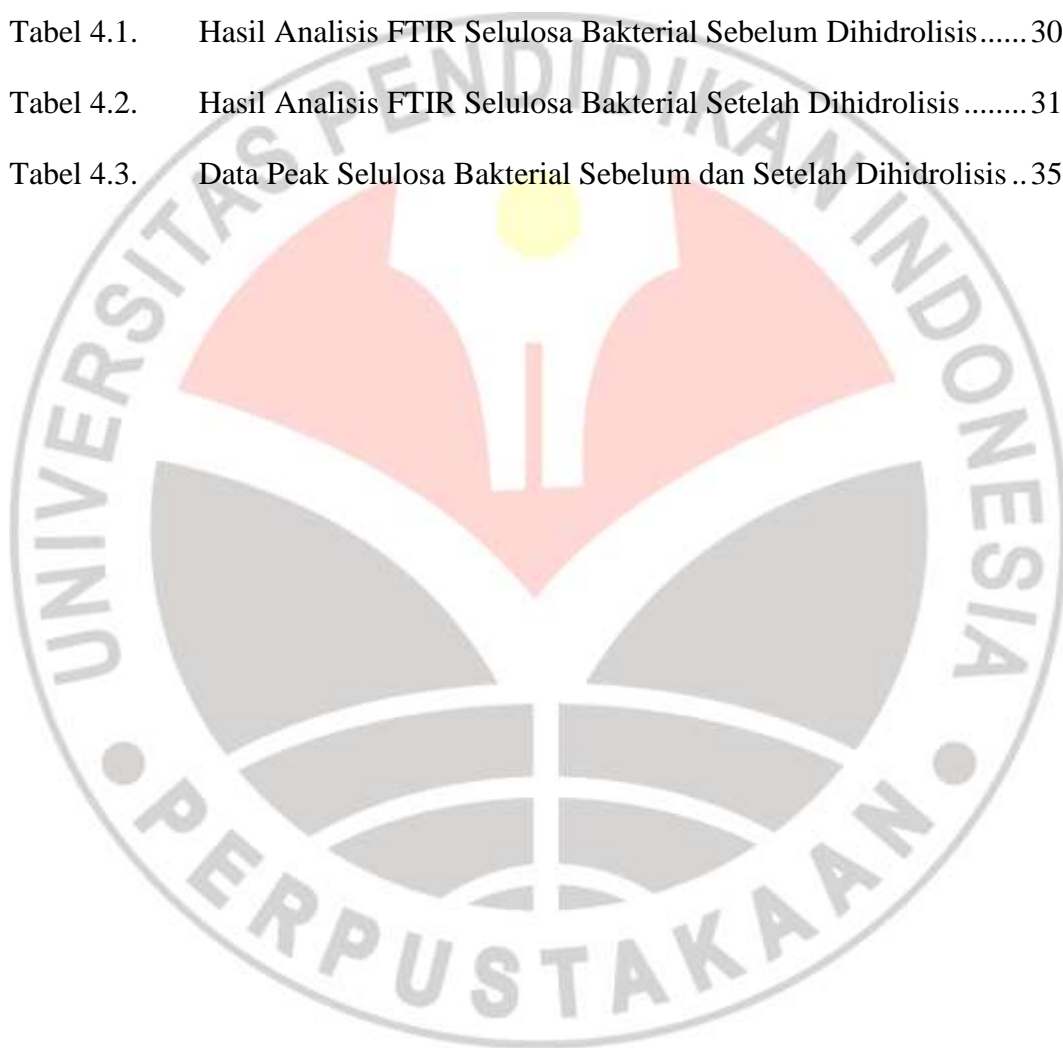 Tabel 4.1. Hasil Analisis FTIR Selulosa Bakterial Sebelum Dihidrolisis...... 30
Tabel 4.2. Hasil Analisis FTIR Selulosa Bakterial Setelah Dihidrolisis........ 31
Tabel 4.3. Data Peak Selulosa Bakterial Sebelum dan Setelah Dihidrolisis .. 35
UNIVERSITAS PENDIDIKAN INDONESIA
PERPUSTAKAAN